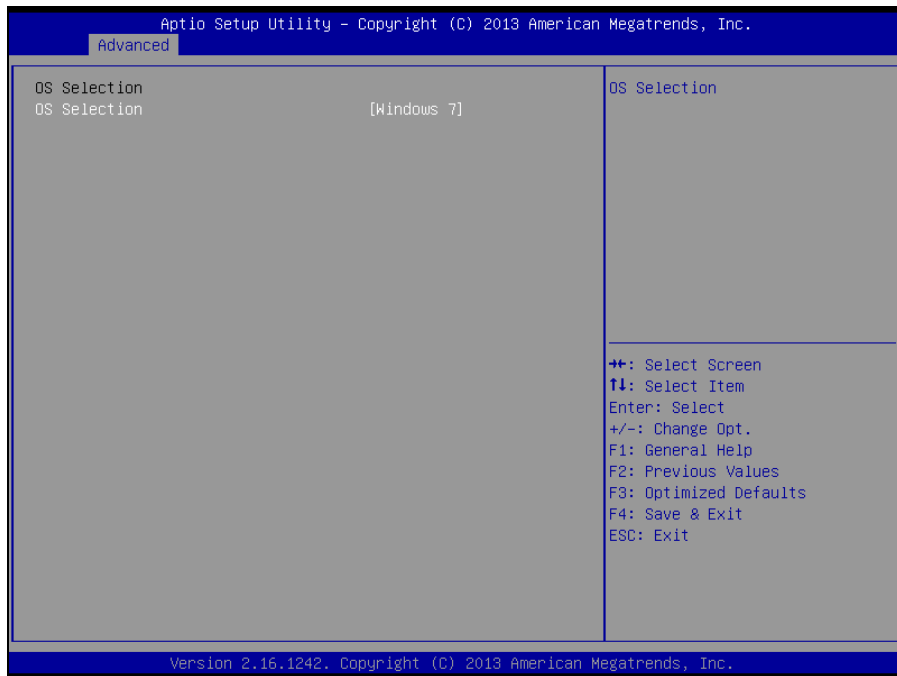 Aptio Setup Utility – Copyright (C) 2013 American Megatrends, Inc.
Advanced
OS Selection
OS Selection [Windows 7]
OS Selection
→←: Select Screen
↑↓: Select Item
Enter: Select
+/-: Change Opt.
F1: General Help
F2: Previous Values
F3: Optimized Defaults
F4: Save & Exit
ESC: Exit
Version 2.16.1242. Copyright (C) 2013 American Megatrends, Inc.